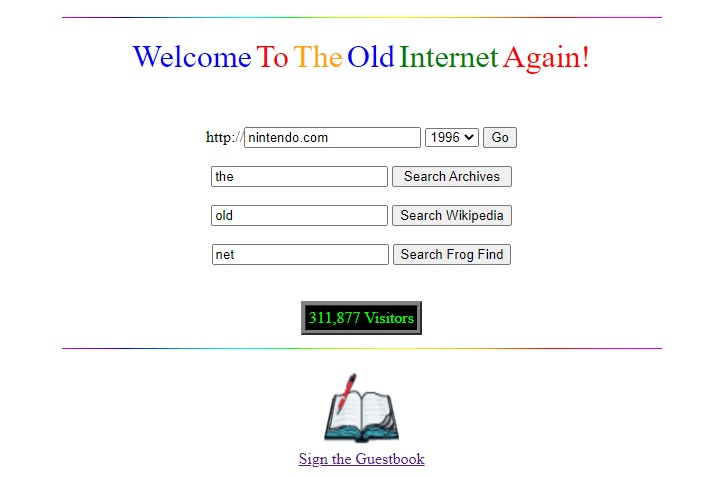 Welcome To The Old Internet Again!
http:// nintendo.com 1996 Go
the Search Archives
old Search Wikipedia
net Search Frog Find
311,877 Visitors
Sign the Guestbook